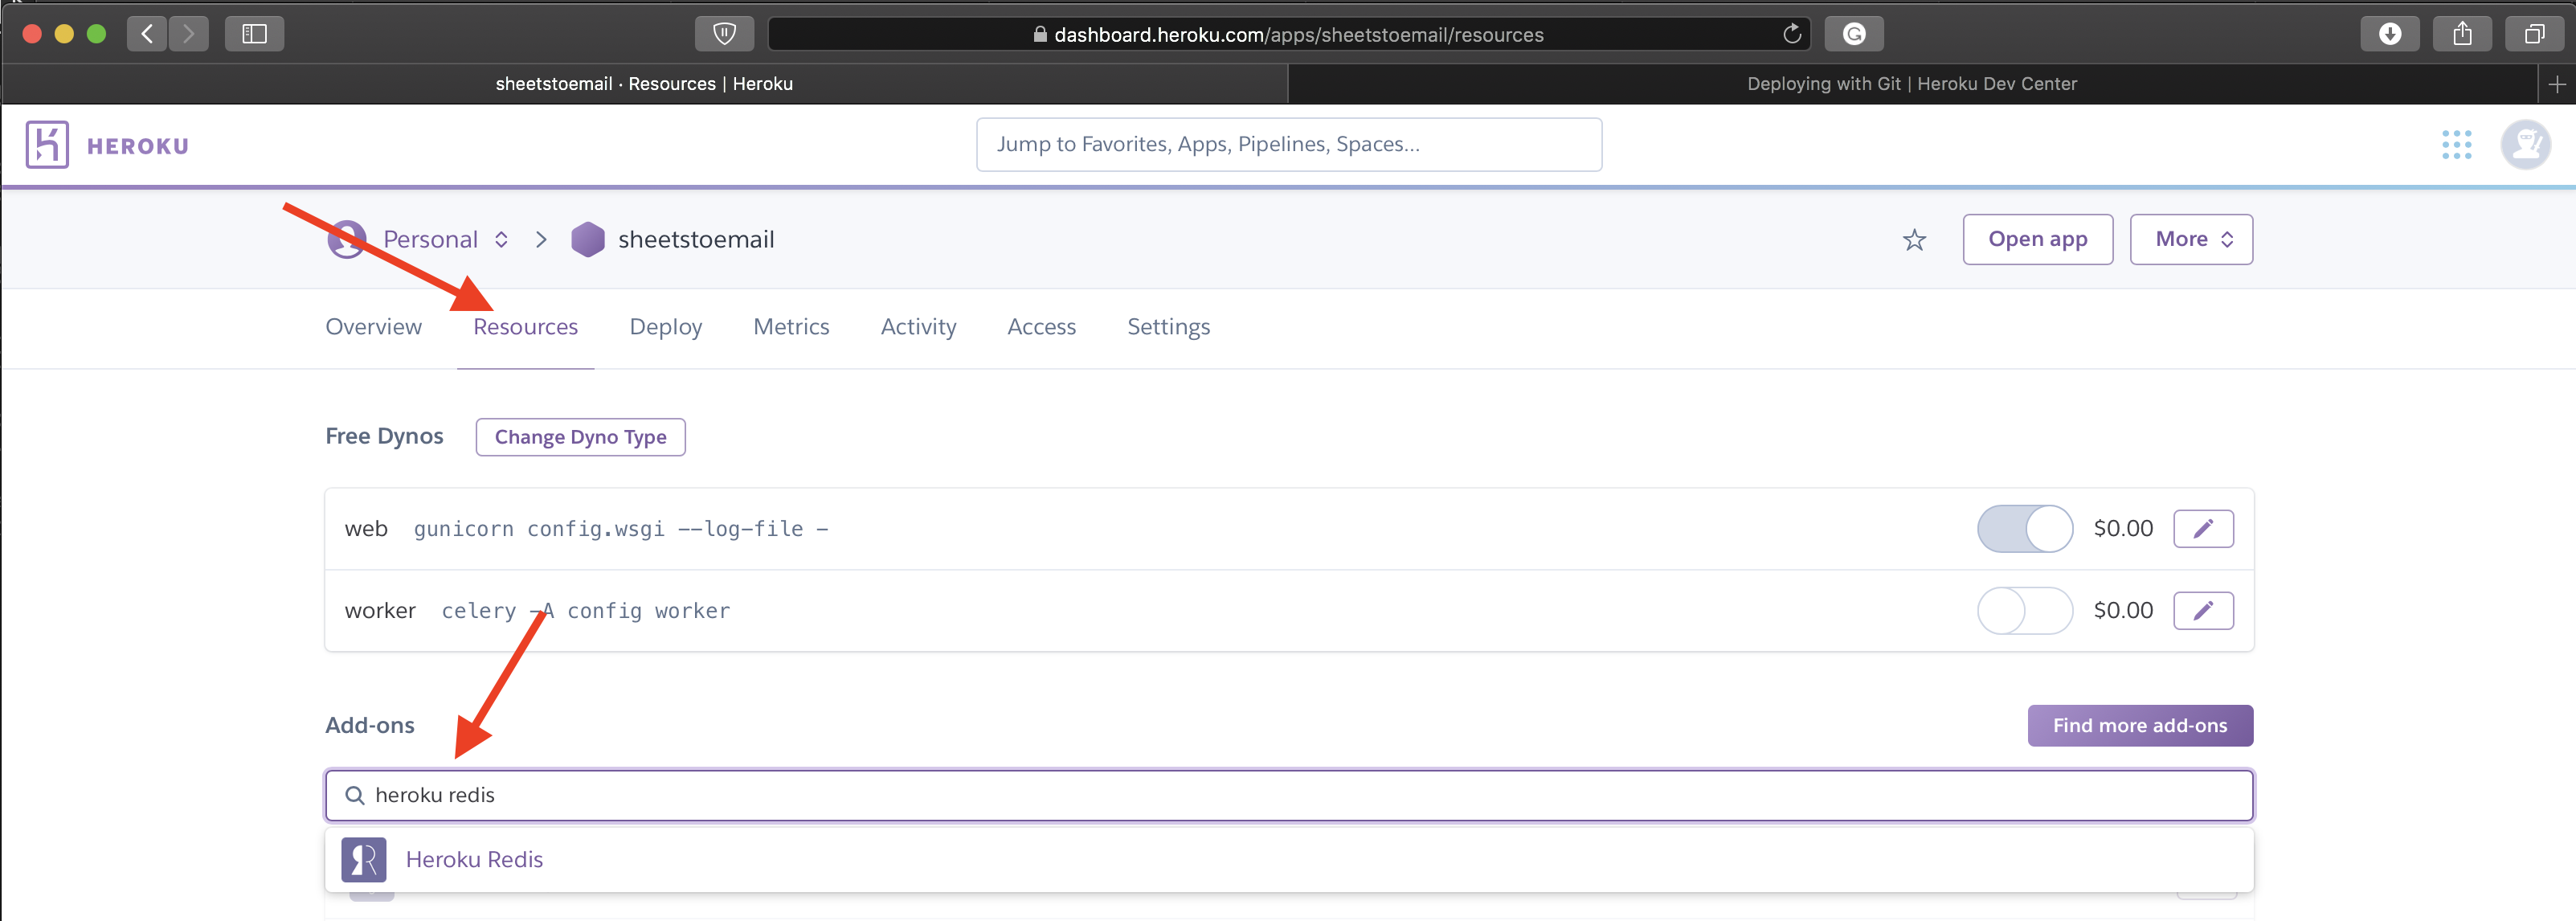 dashboard.heroku.com/apps/sheetstoemail/resources
sheetstoemail · Resources | Heroku
Deploying with Git | Heroku Dev Center
HEROKU
Jump to Favorites, Apps, Pipelines, Spaces...
Personal
sheetstoemail
Open app
More
Overview
Resources
Deploy
Metrics
Activity
Access
Settings
Free Dynos
Change Dyno Type
web gunicorn config.wsgi --log-file -
$0.00
worker celery -A config worker
$0.00
Add-ons
Find more add-ons
heroku redis
Heroku Redis